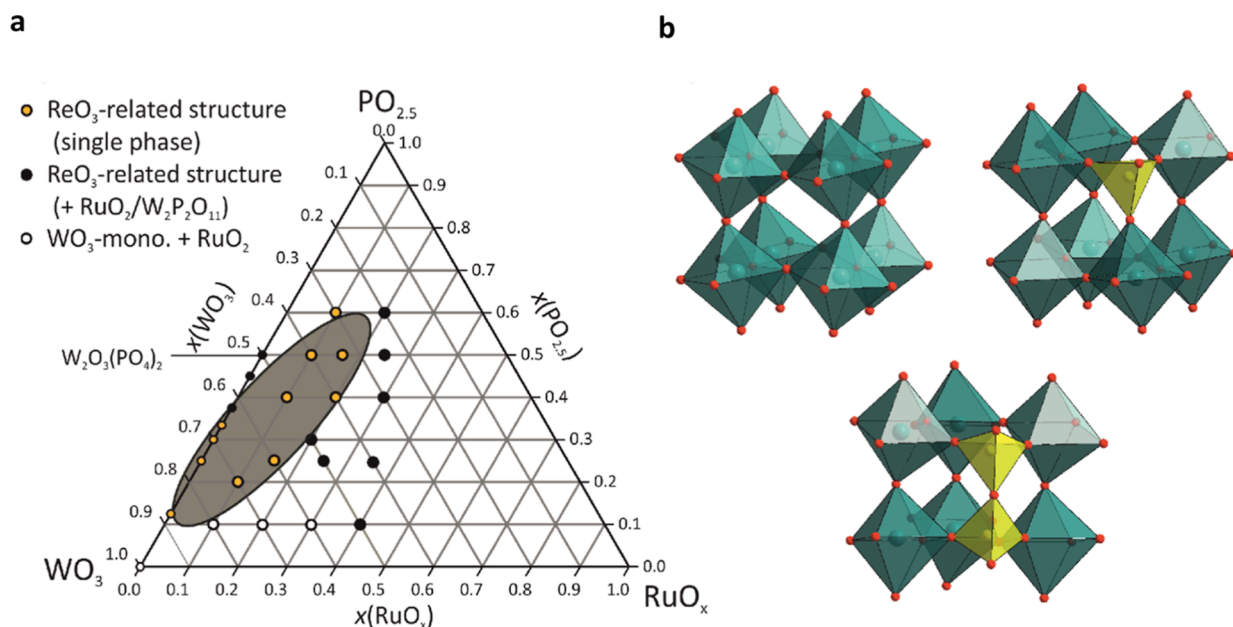 a
b
ReO₃-related structure
(single phase)
ReO₃-related structure
(+ RuO₂/W₂P₂O₁₁)
WO₃-mono. + RuO₂
PO₂.₅
0.0
1.0
0.1
0.9
0.2
0.3
0.7
0.4
0.6
x(WO₃)
x(PO₂.₅)
W₂O₃(PO₄)₂
0.5
0.5
0.6
0.4
0.7
0.3
0.8
0.2
0.9
0.1
WO₃
1.0
0.0
RuOₓ
0.0
0.1
0.2
0.3
0.4
0.5
0.6
0.7
0.8
0.9
1.0
x(RuOₓ)